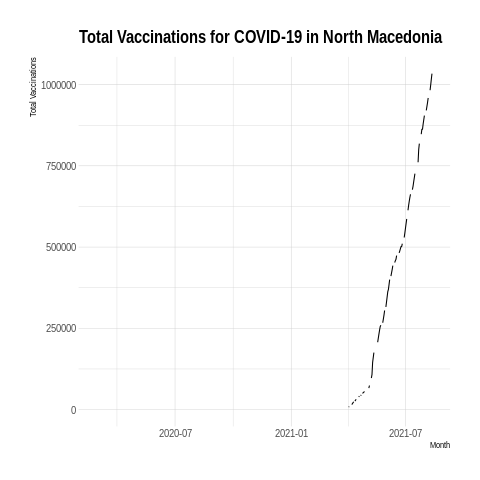 Total Vaccinations for COVID-19 in North Macedonia
Total Vaccinations
1000000
750000
500000
250000
0
2020-07 2021-01 2021-07
Month